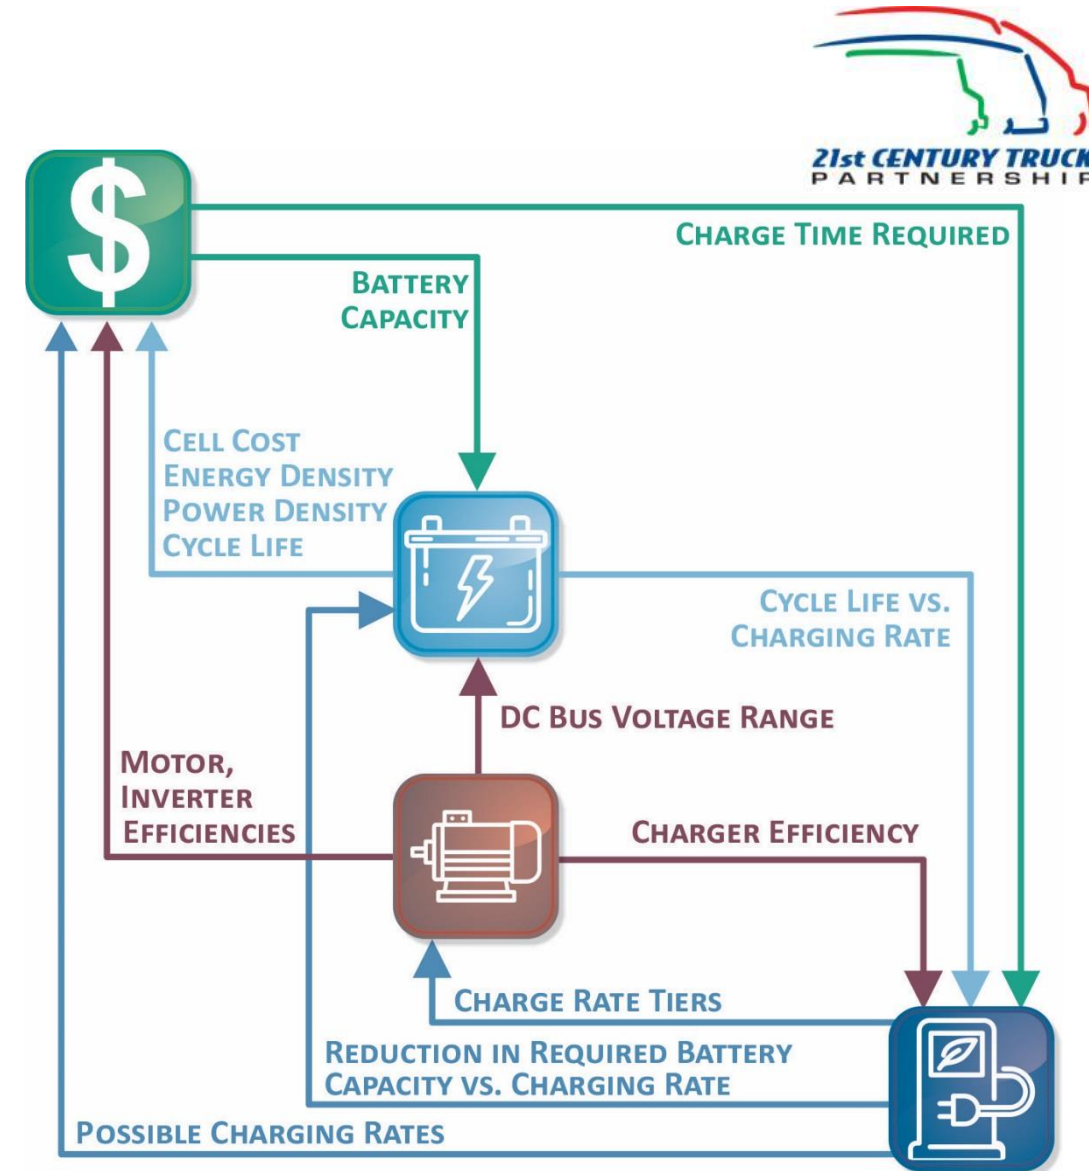 21st CENTURY TRUCK
PARTNERSHIP
$
CHARGE TIME REQUIRED
BATTERY
CAPACITY
CELL COST
ENERGY DENSITY
POWER DENSITY
CYCLE LIFE
CYCLE LIFE VS.
CHARGING RATE
DC BUS VOLTAGE RANGE
MOTOR,
INVERTER
EFFICIENCIES
CHARGER EFFICIENCY
CHARGE RATE TIERS
REDUCTION IN REQUIRED BATTERY
CAPACITY VS. CHARGING RATE
POSSIBLE CHARGING RATES